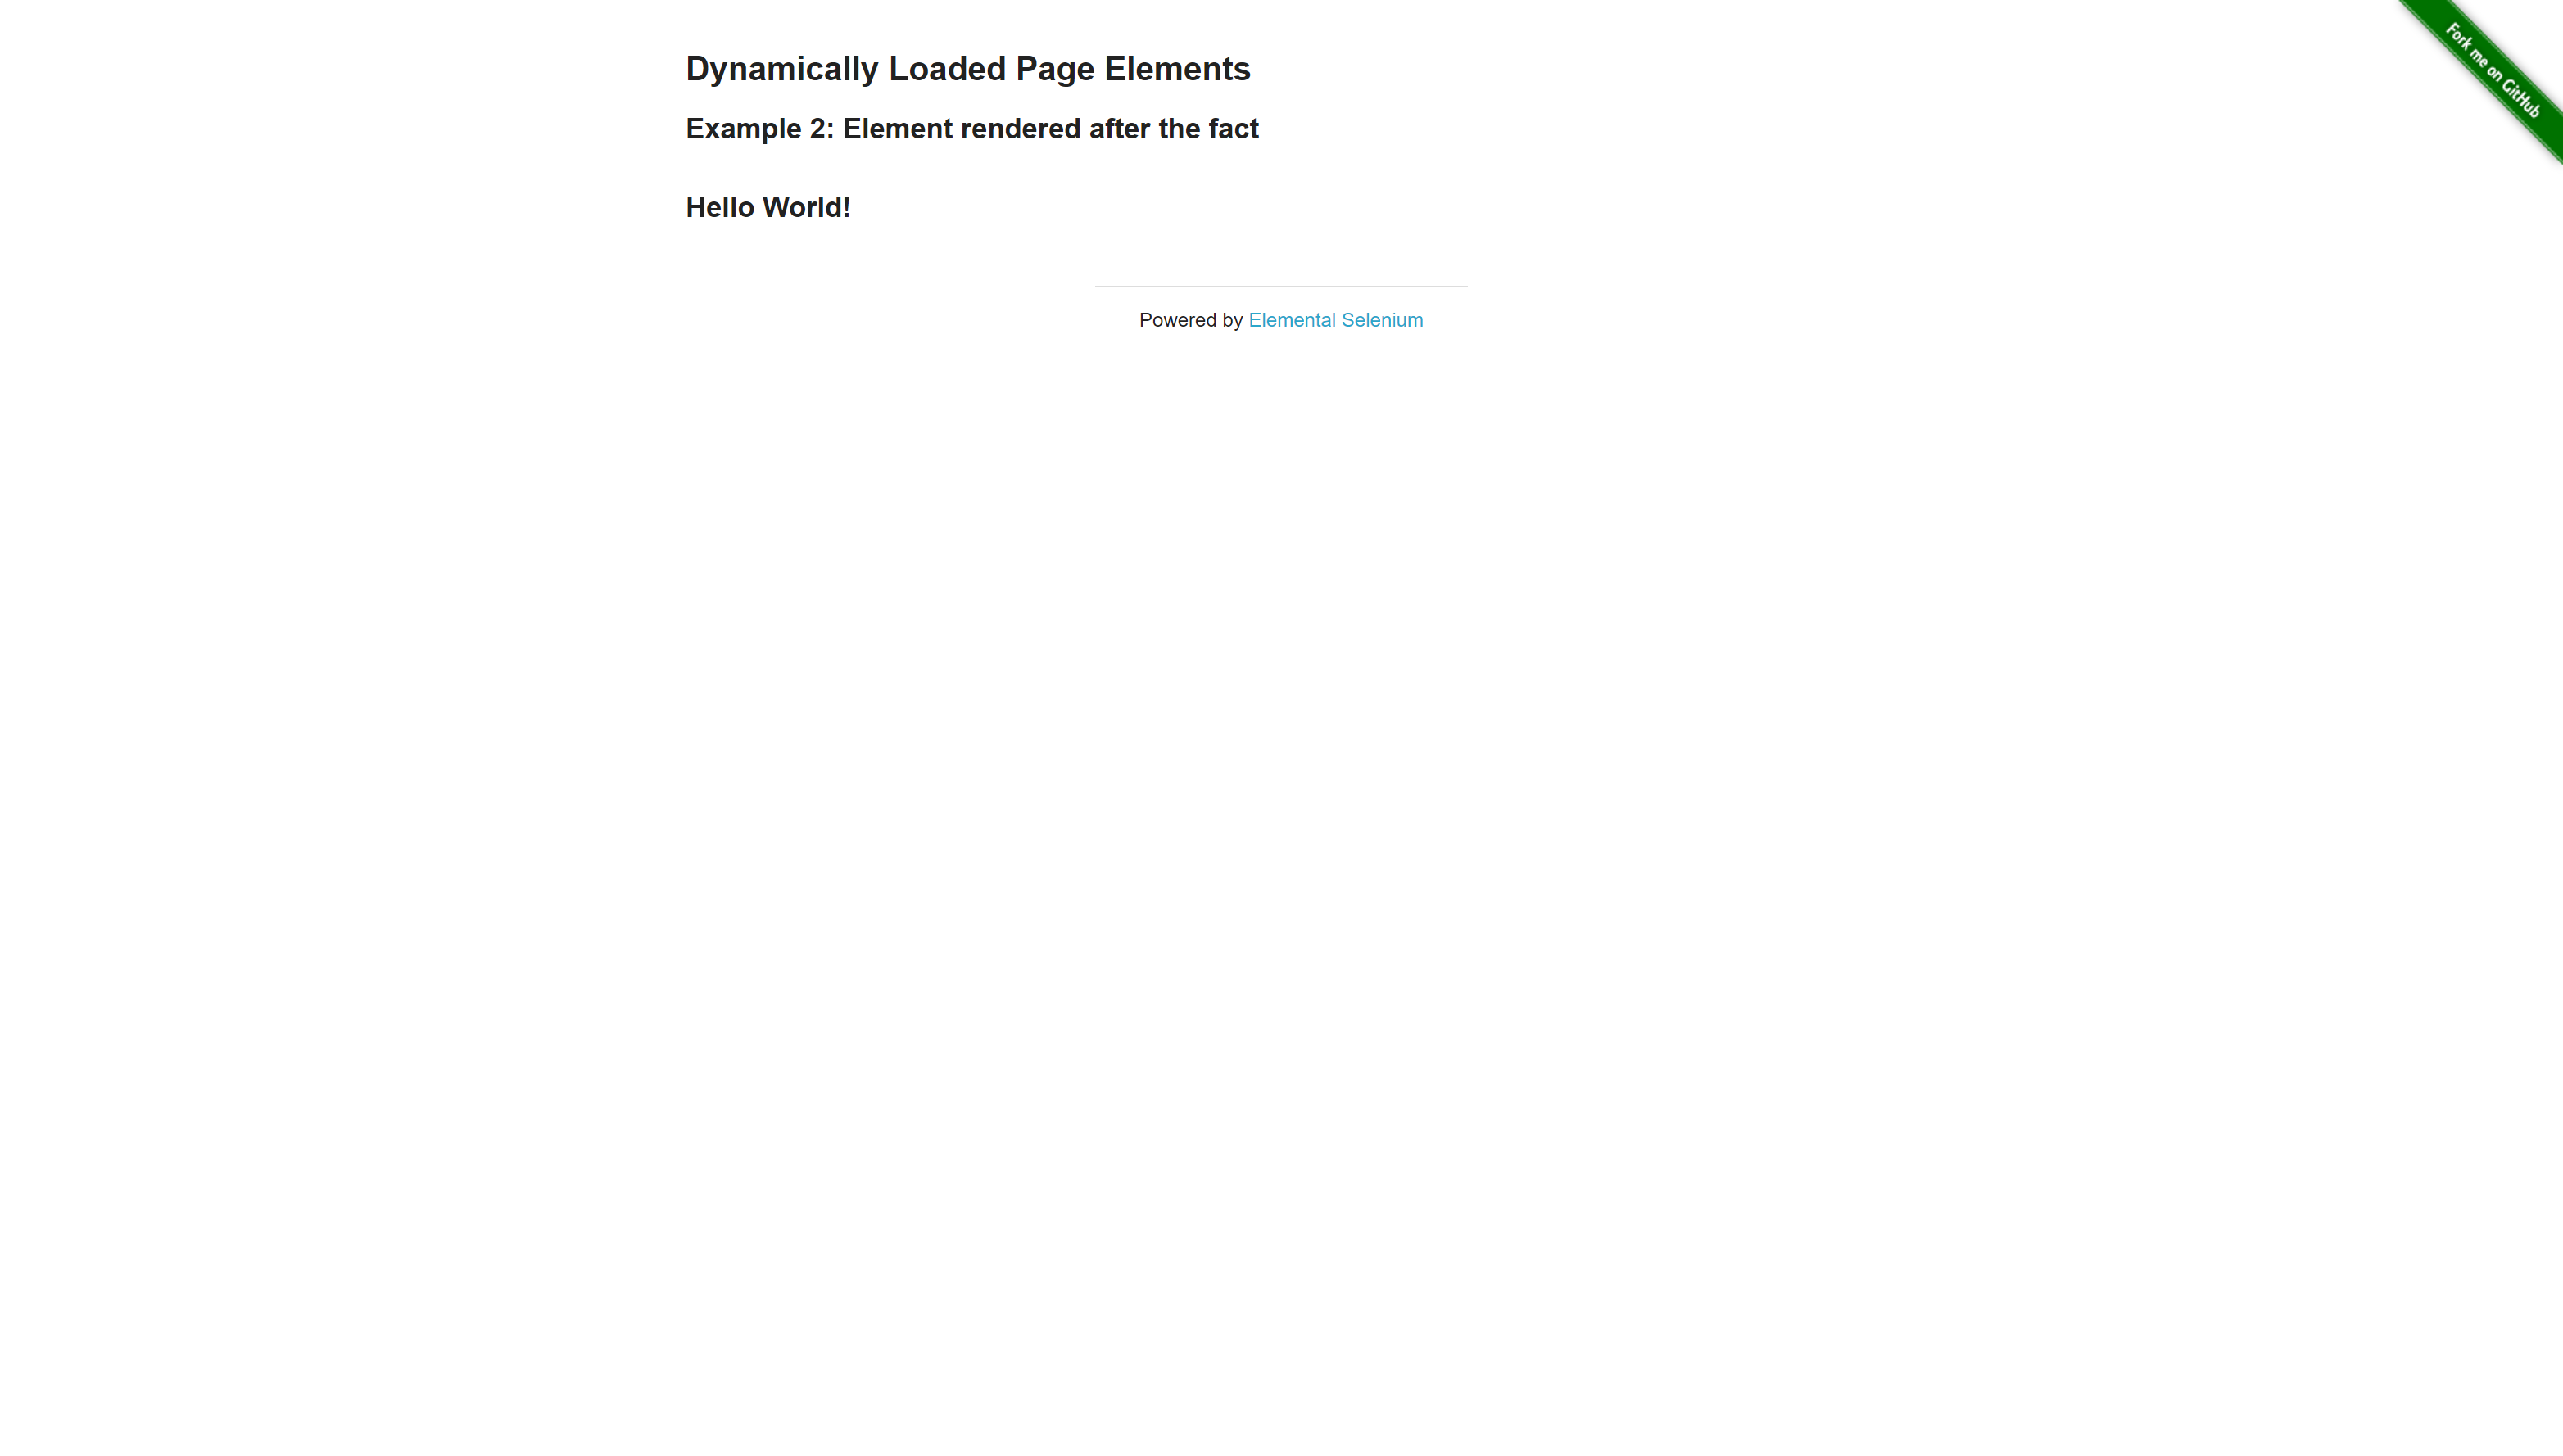 Dynamically Loaded Page Elements
Example 2: Element rendered after the fact
Hello World!
Powered by Elemental Selenium
Fork me on GitHub